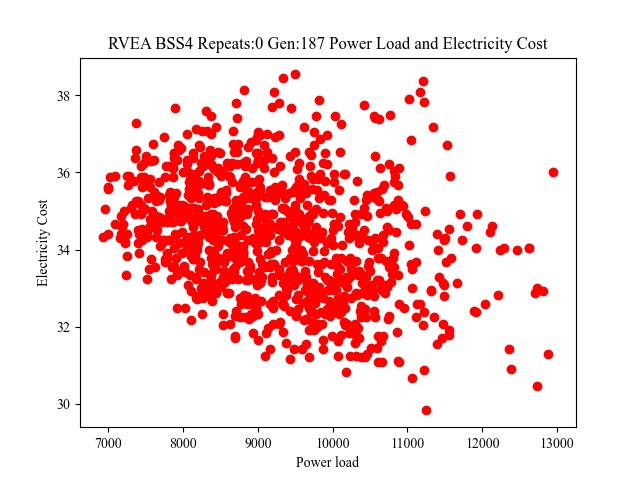 RVEA BSS4 Repeats:0 Gen:187 Power Load and Electricity Cost
38
36
34
32
30
Electricity Cost
7000 8000 9000 10000 11000 12000 13000
Power load